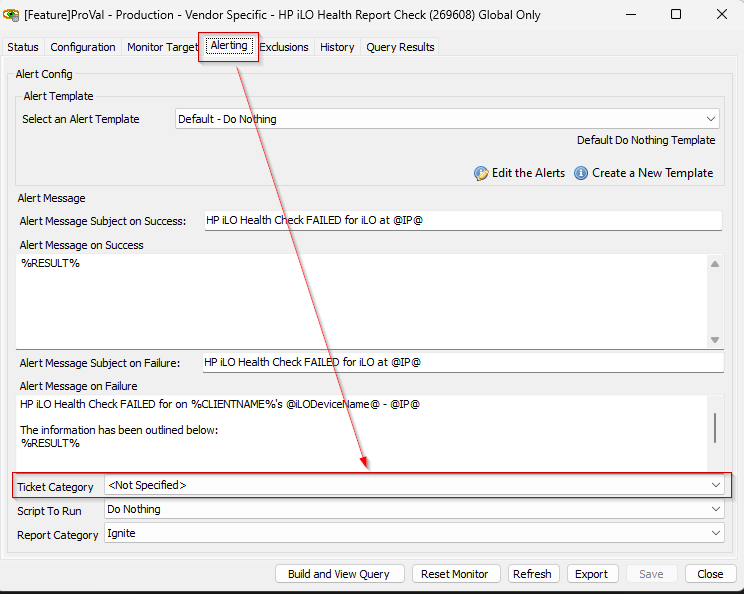 [Feature]ProVal - Production - Vendor Specific - HP iLO Health Report Check (269608) Global Only
Status Configuration Monitor Target Alerting Exclusions History Query Results
Alert Config
Alert Template
Select an Alert Template Default - Do Nothing
Default Do Nothing Template
Edit the Alerts Create a New Template
Alert Message
Alert Message Subject on Success: HP iLO Health Check FAILED for iLO at @IP@
Alert Message on Success
%RESULT%
Alert Message Subject on Failure: HP iLO Health Check FAILED for iLO at @IP@
Alert Message on Failure
HP iLO Health Check FAILED for on %CLIENTNAME%'s @iLODeviceName@ - @IP@
The information has been outlined below:
%RESULT%
Ticket Category <Not Specified>
Script To Run Do Nothing
Report Category Ignite
Build and View Query Reset Monitor Refresh Export Save Close